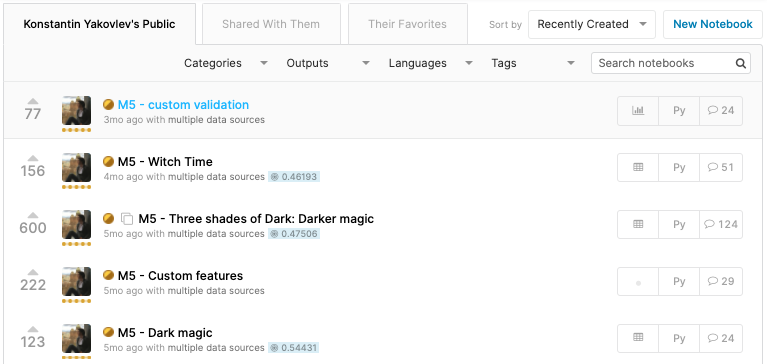 Konstantin Yakovlev's Public Shared With Them Their Favorites Sort by Recently Created New Notebook
Categories Outputs Languages Tags Search notebooks
77 M5 - custom validation Py 24
3mo ago with multiple data sources
156 M5 - Witch Time Py 51
4mo ago with multiple data sources 0.46193
600 M5 - Three shades of Dark: Darker magic Py 124
5mo ago with multiple data sources 0.47506
222 M5 - Custom features Py 29
5mo ago with multiple data sources
123 M5 - Dark magic Py 24
5mo ago with multiple data sources 0.54431